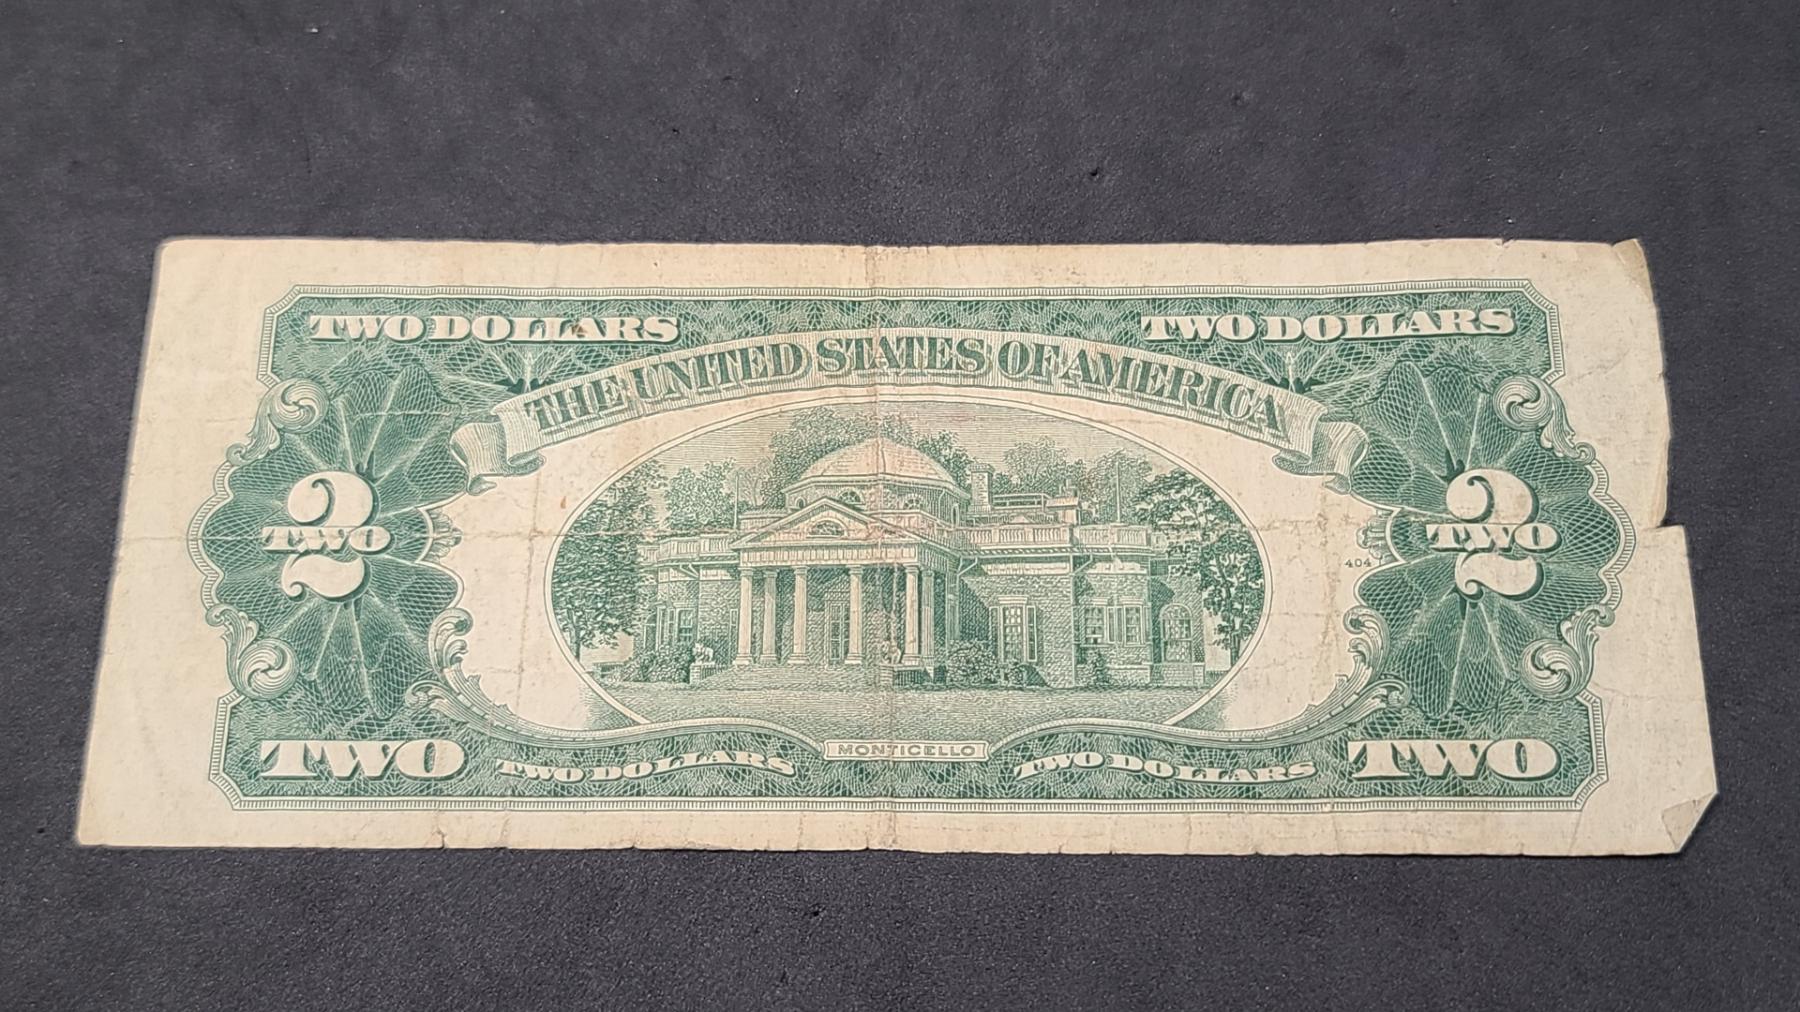 TWO DOLLARS TWO DOLLARS
THE UNITED STATES OF AMERICA
2 2
TWO TWO
404
MONTICELLO
TWO TWO DOLLARS TWO DOLLARS TWO